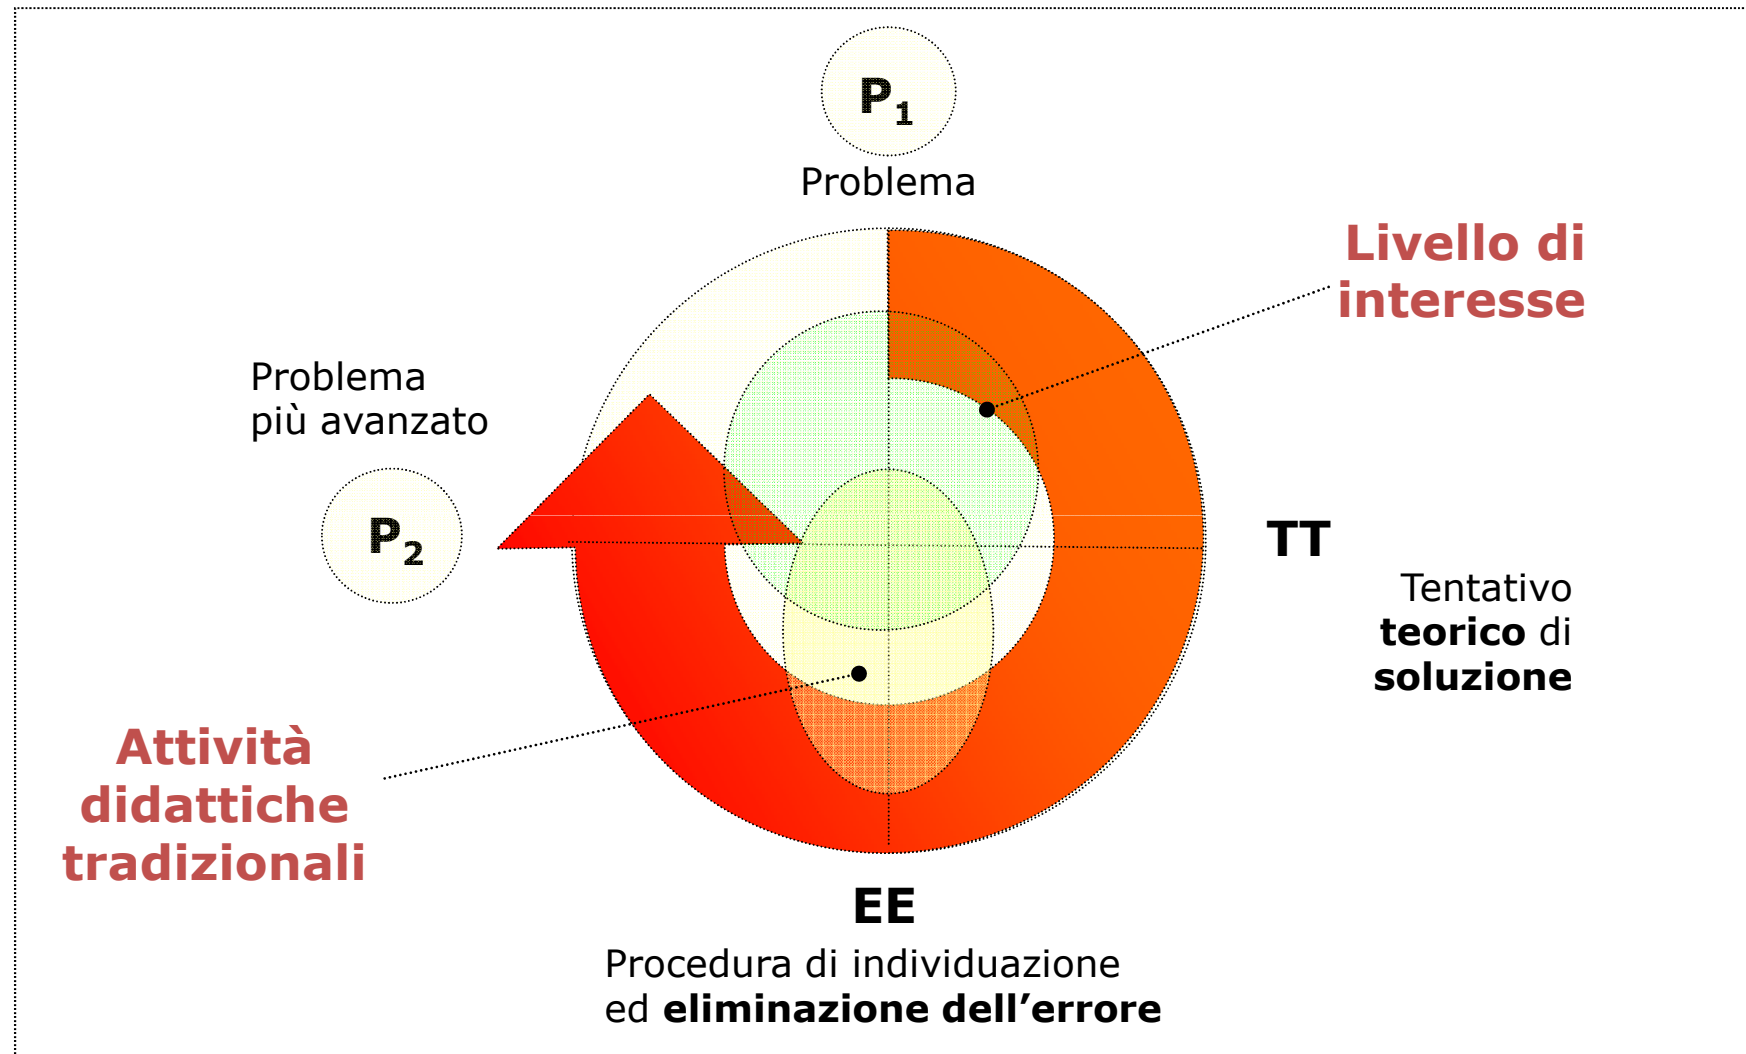 P1
Problema
Livello di
interesse
Problema
più avanzato
P2
TT
Tentativo
teorico di
soluzione
Attività
didattiche
tradizionali
EE
Procedura di individuazione
ed eliminazione dell’errore